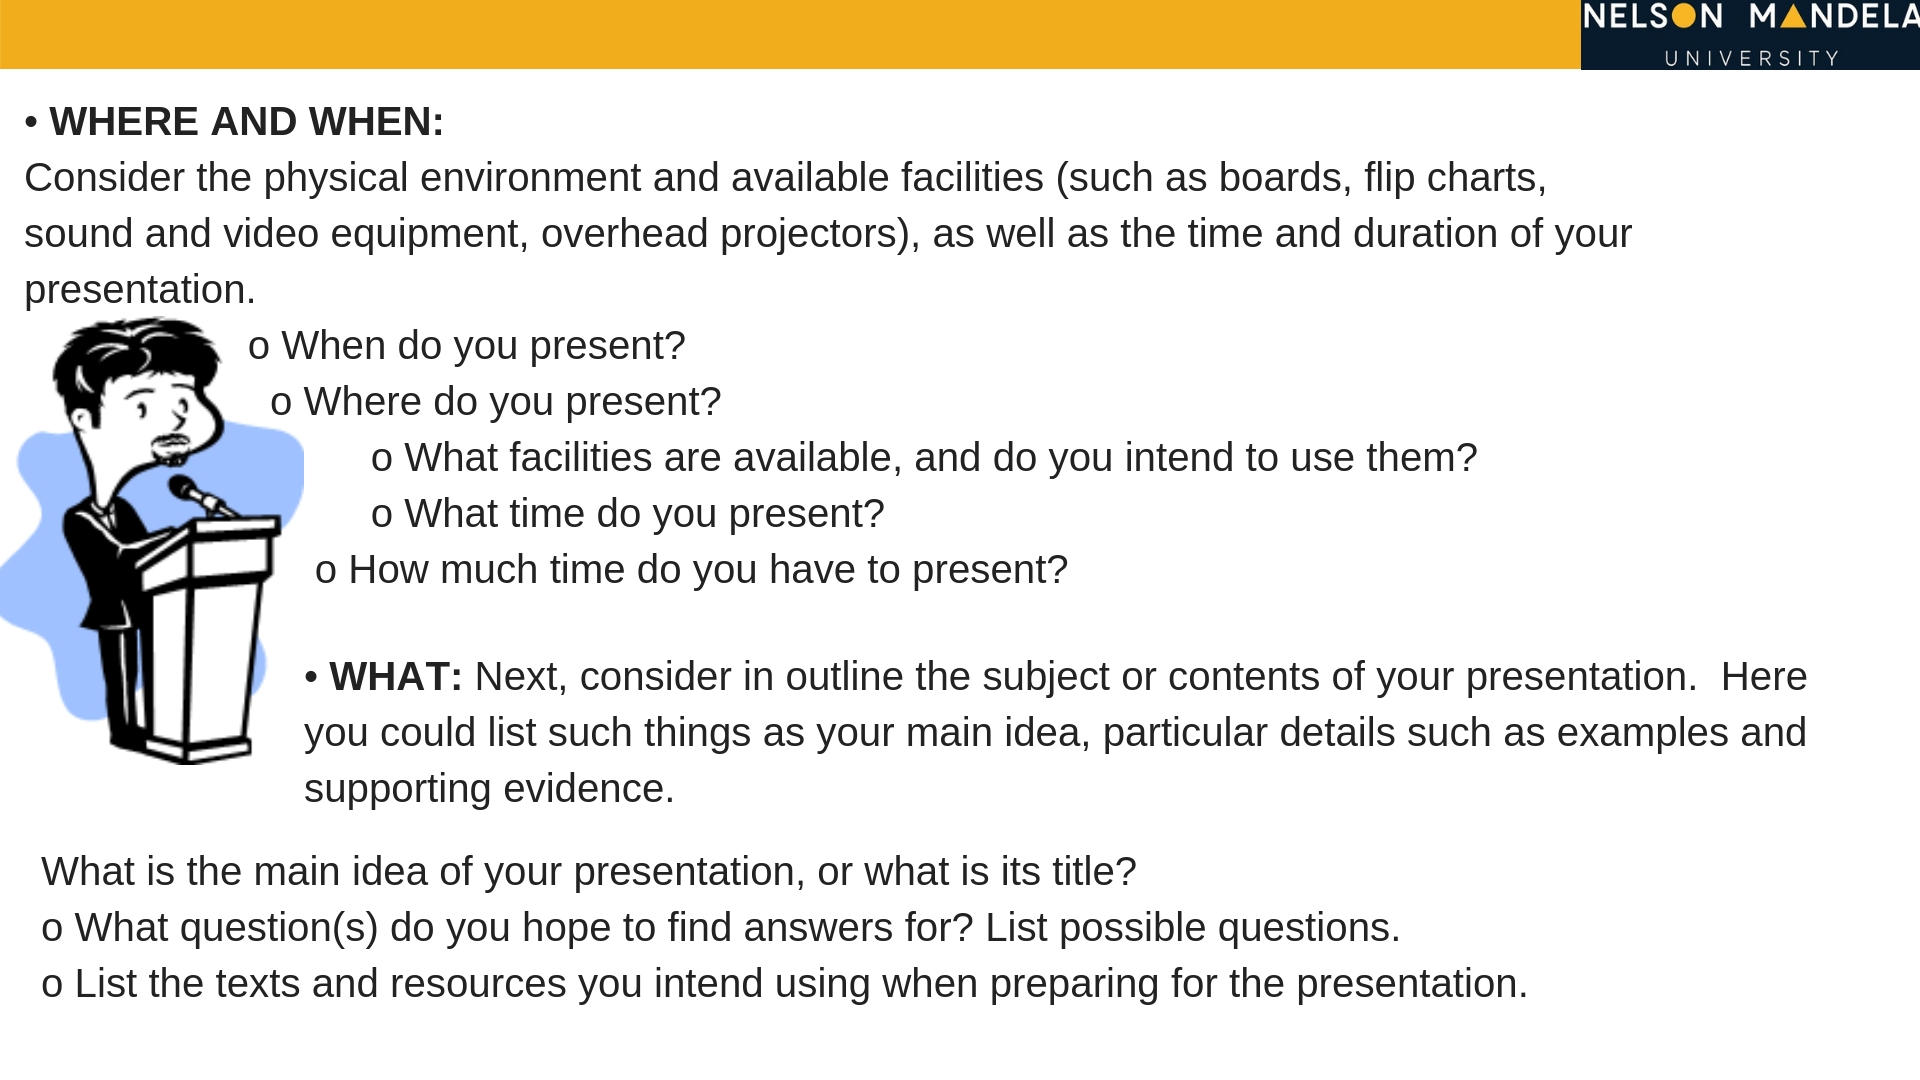 NELSON MANDELA
UNIVERSITY
• WHERE AND WHEN:
Consider the physical environment and available facilities (such as boards, flip charts,
sound and video equipment, overhead projectors), as well as the time and duration of your
presentation.
o When do you present?
o Where do you present?
o What facilities are available, and do you intend to use them?
o What time do you present?
o How much time do you have to present?
• WHAT: Next, consider in outline the subject or contents of your presentation.  Here
you could list such things as your main idea, particular details such as examples and
supporting evidence.
What is the main idea of your presentation, or what is its title?
o What question(s) do you hope to find answers for? List possible questions.
o List the texts and resources you intend using when preparing for the presentation.